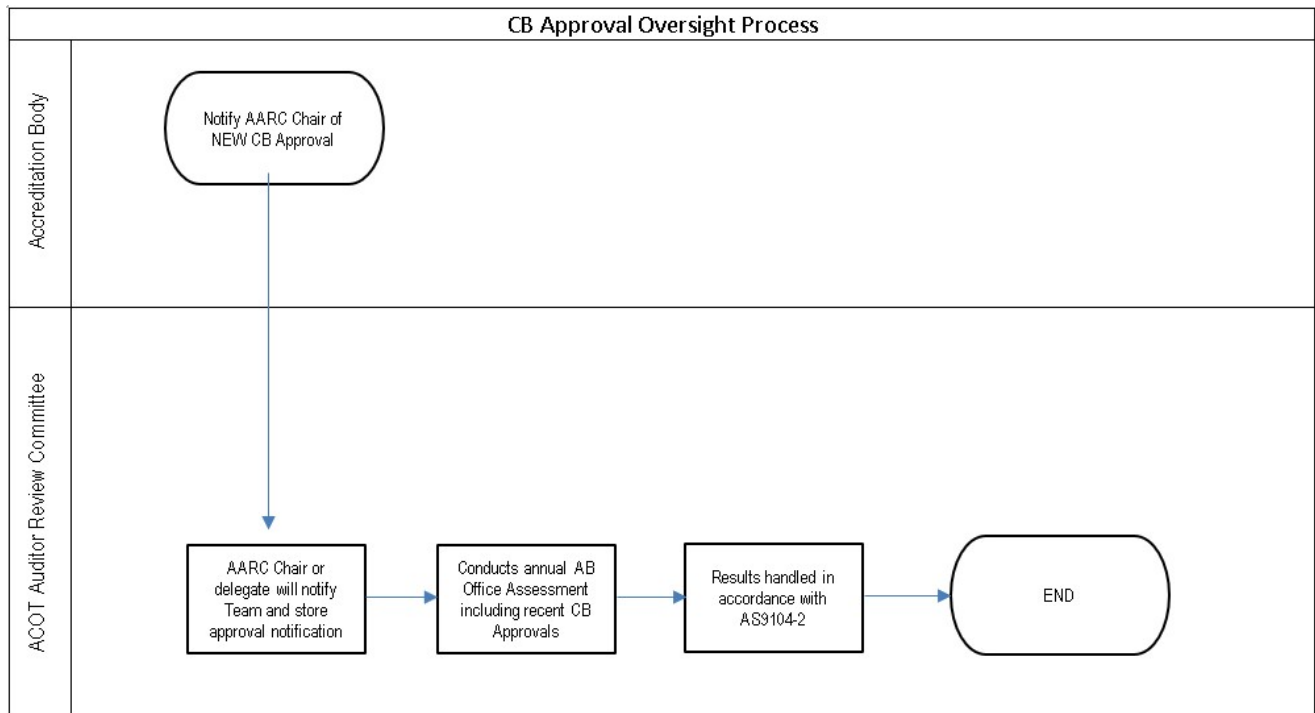 CB Approval Oversight Process
Accreditation Body
Notify AARC Chair of
NEW CB Approval
ACOT Auditor Review Committee
AARC Chair or
delegate will notify
Team and store
approval notification
Conducts annual AB
Office Assessment
including recent CB
Approvals
Results handled in
accordance with
AS9104-2
END